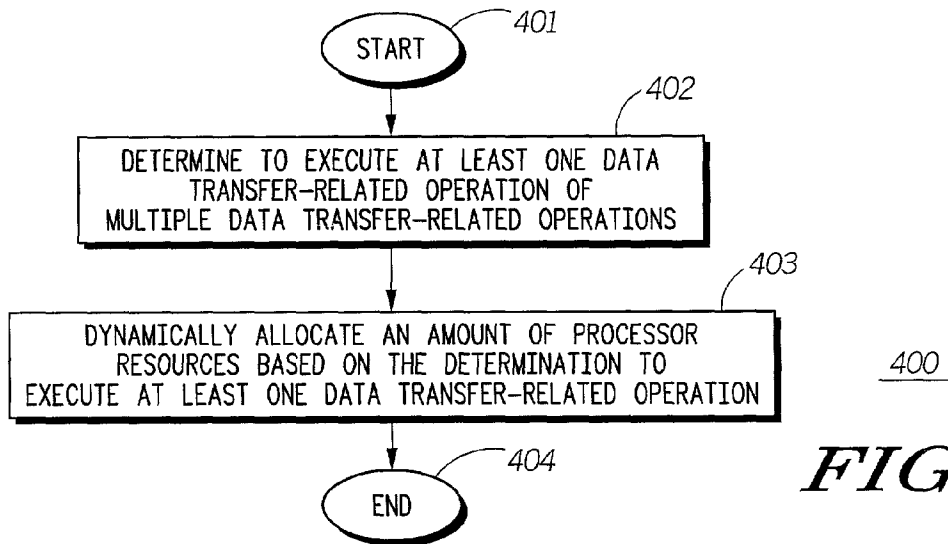 401
START
402
DETERMINE TO EXECUTE AT LEAST ONE DATA
TRANSFER-RELATED OPERATION OF
MULTIPLE DATA TRANSFER-RELATED OPERATIONS
403
DYNAMICALLY ALLOCATE AN AMOUNT OF PROCESSOR
RESOURCES BASED ON THE DETERMINATION TO
EXECUTE AT LEAST ONE DATA TRANSFER-RELATED OPERATION
400
404
END
FIG